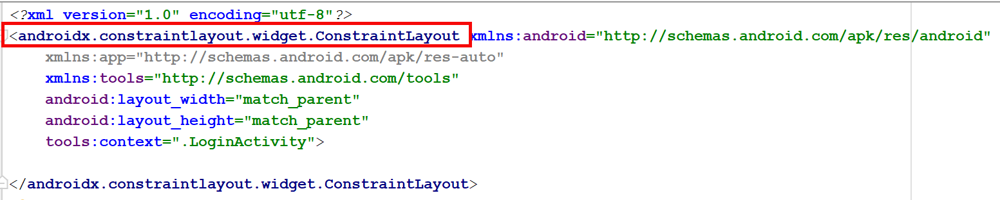 <?xml version="1.0" encoding="utf-8"?>
<androidx.constraintlayout.widget.ConstraintLayout xmlns:android="http://schemas.android.com/apk/res/android"
    xmlns:app="http://schemas.android.com/apk/res-auto"
    xmlns:tools="http://schemas.android.com/tools"
    android:layout_width="match_parent"
    android:layout_height="match_parent"
    tools:context=".LoginActivity">
</androidx.constraintlayout.widget.ConstraintLayout>